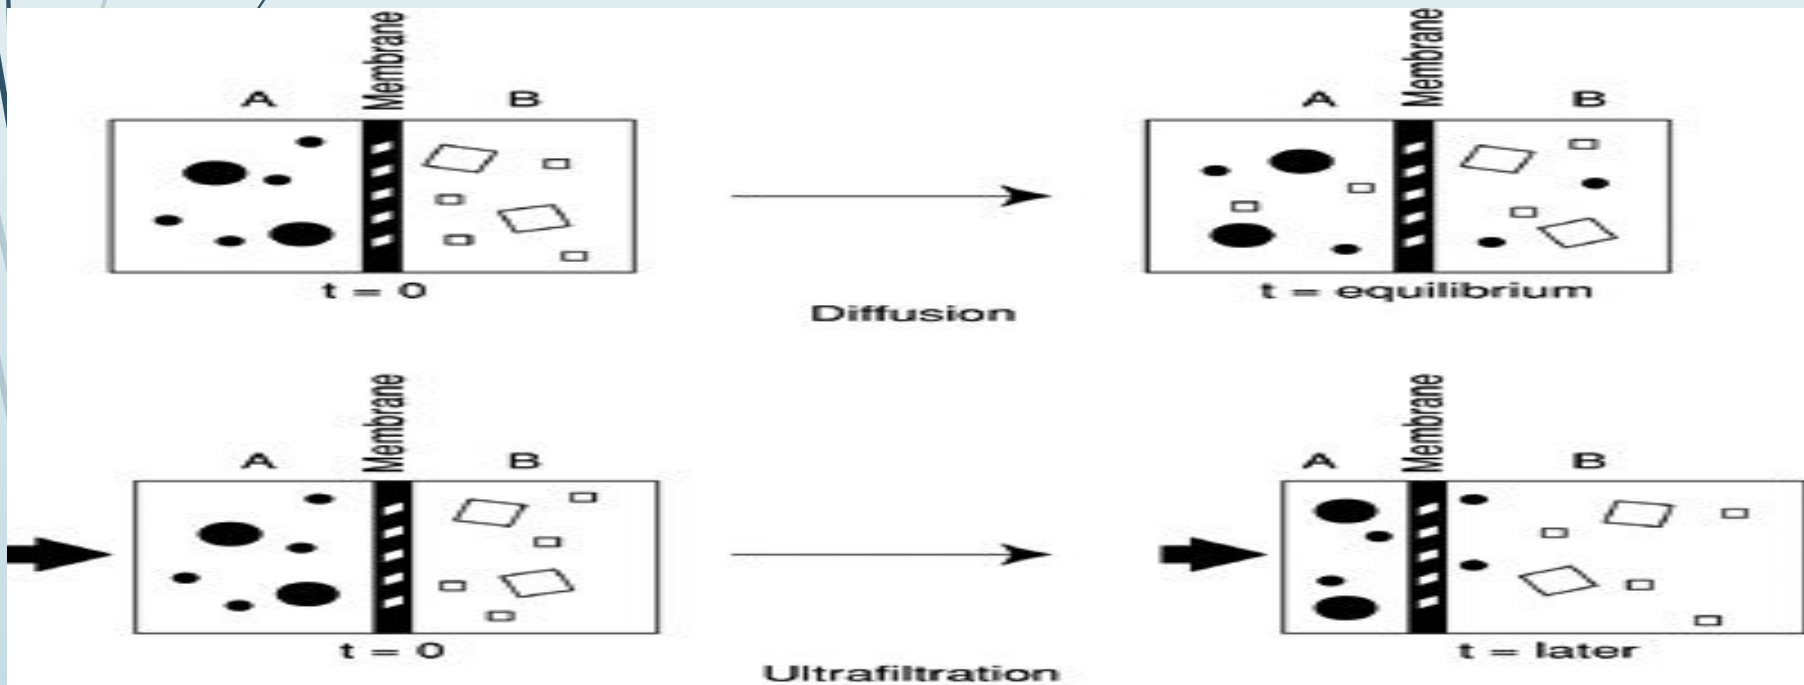 Membrane
Membrane
A
B
A
B
t = 0
t = equilibrium
Diffusion
Membrane
Membrane
A
B
A
B
t = 0
t = later
Ultrafiltration